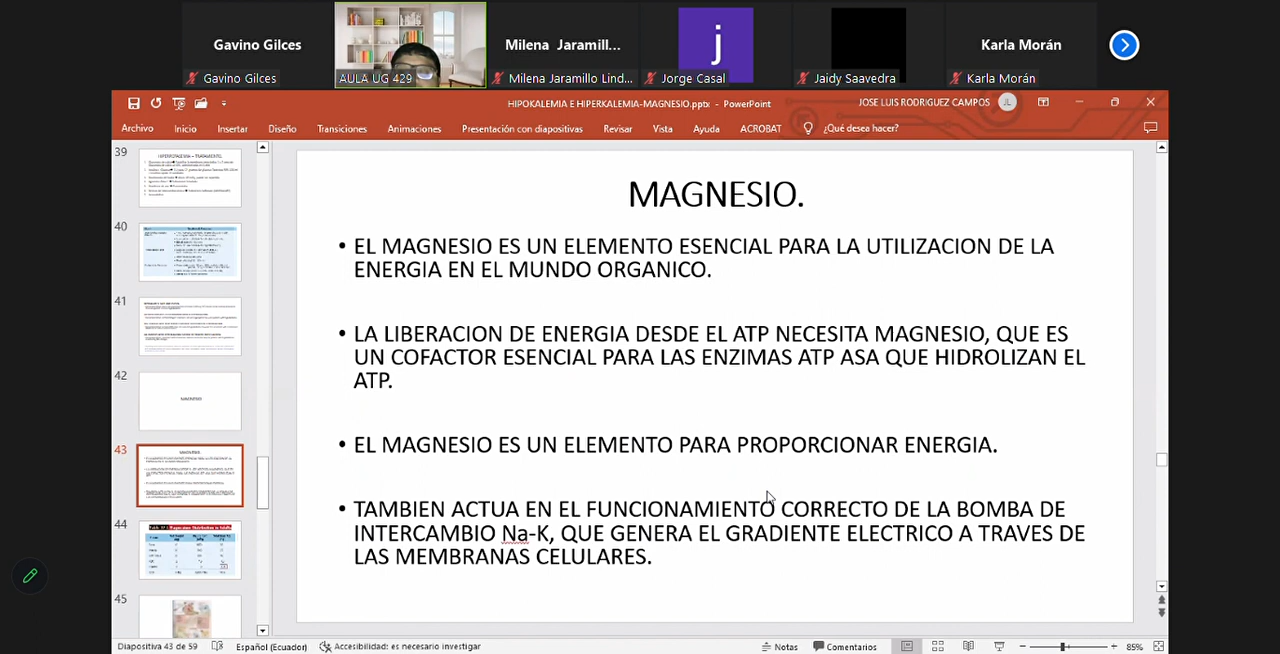 Gavino Gilces
Milena Jaramill...
j
Karla Morán
Gavino Gilces
AULA UG 429
Milena Jaramillo Lind...
Jorge Casal
Jaidy Saavedra
Karla Morán
HIPOKALEMIA E HIPERKALEMIA-MAGNESIO.pptx - PowerPoint
JOSE LUIS RODRIGUEZ CAMPOS
JL
Archivo Inicio Insertar Diseño Transiciones Animaciones Presentación con diapositivas Revisar Vista Ayuda ACROBAT ¿Qué desea hacer?
39
40
41
42
MAGNESIO
43
44
45
MAGNESIO.
• EL MAGNESIO ES UN ELEMENTO ESENCIAL PARA LA UTILIZACION DE LA
ENERGIA EN EL MUNDO ORGANICO.
• LA LIBERACION DE ENERGIA DESDE EL ATP NECESITA MAGNESIO, QUE ES
UN COFACTOR ESENCIAL PARA LAS ENZIMAS ATP ASA QUE HIDROLIZAN EL
ATP.
• EL MAGNESIO ES UN ELEMENTO PARA PROPORCIONAR ENERGIA.
• TAMBIEN ACTUA EN EL FUNCIONAMIENTO CORRECTO DE LA BOMBA DE
INTERCAMBIO Na-K, QUE GENERA EL GRADIENTE ELECTRICO A TRAVES DE
LAS MEMBRANAS CELULARES.
Diapositiva 43 de 59
Español (Ecuador)
Accesibilidad: es necesario investigar
Notas
Comentarios
85%